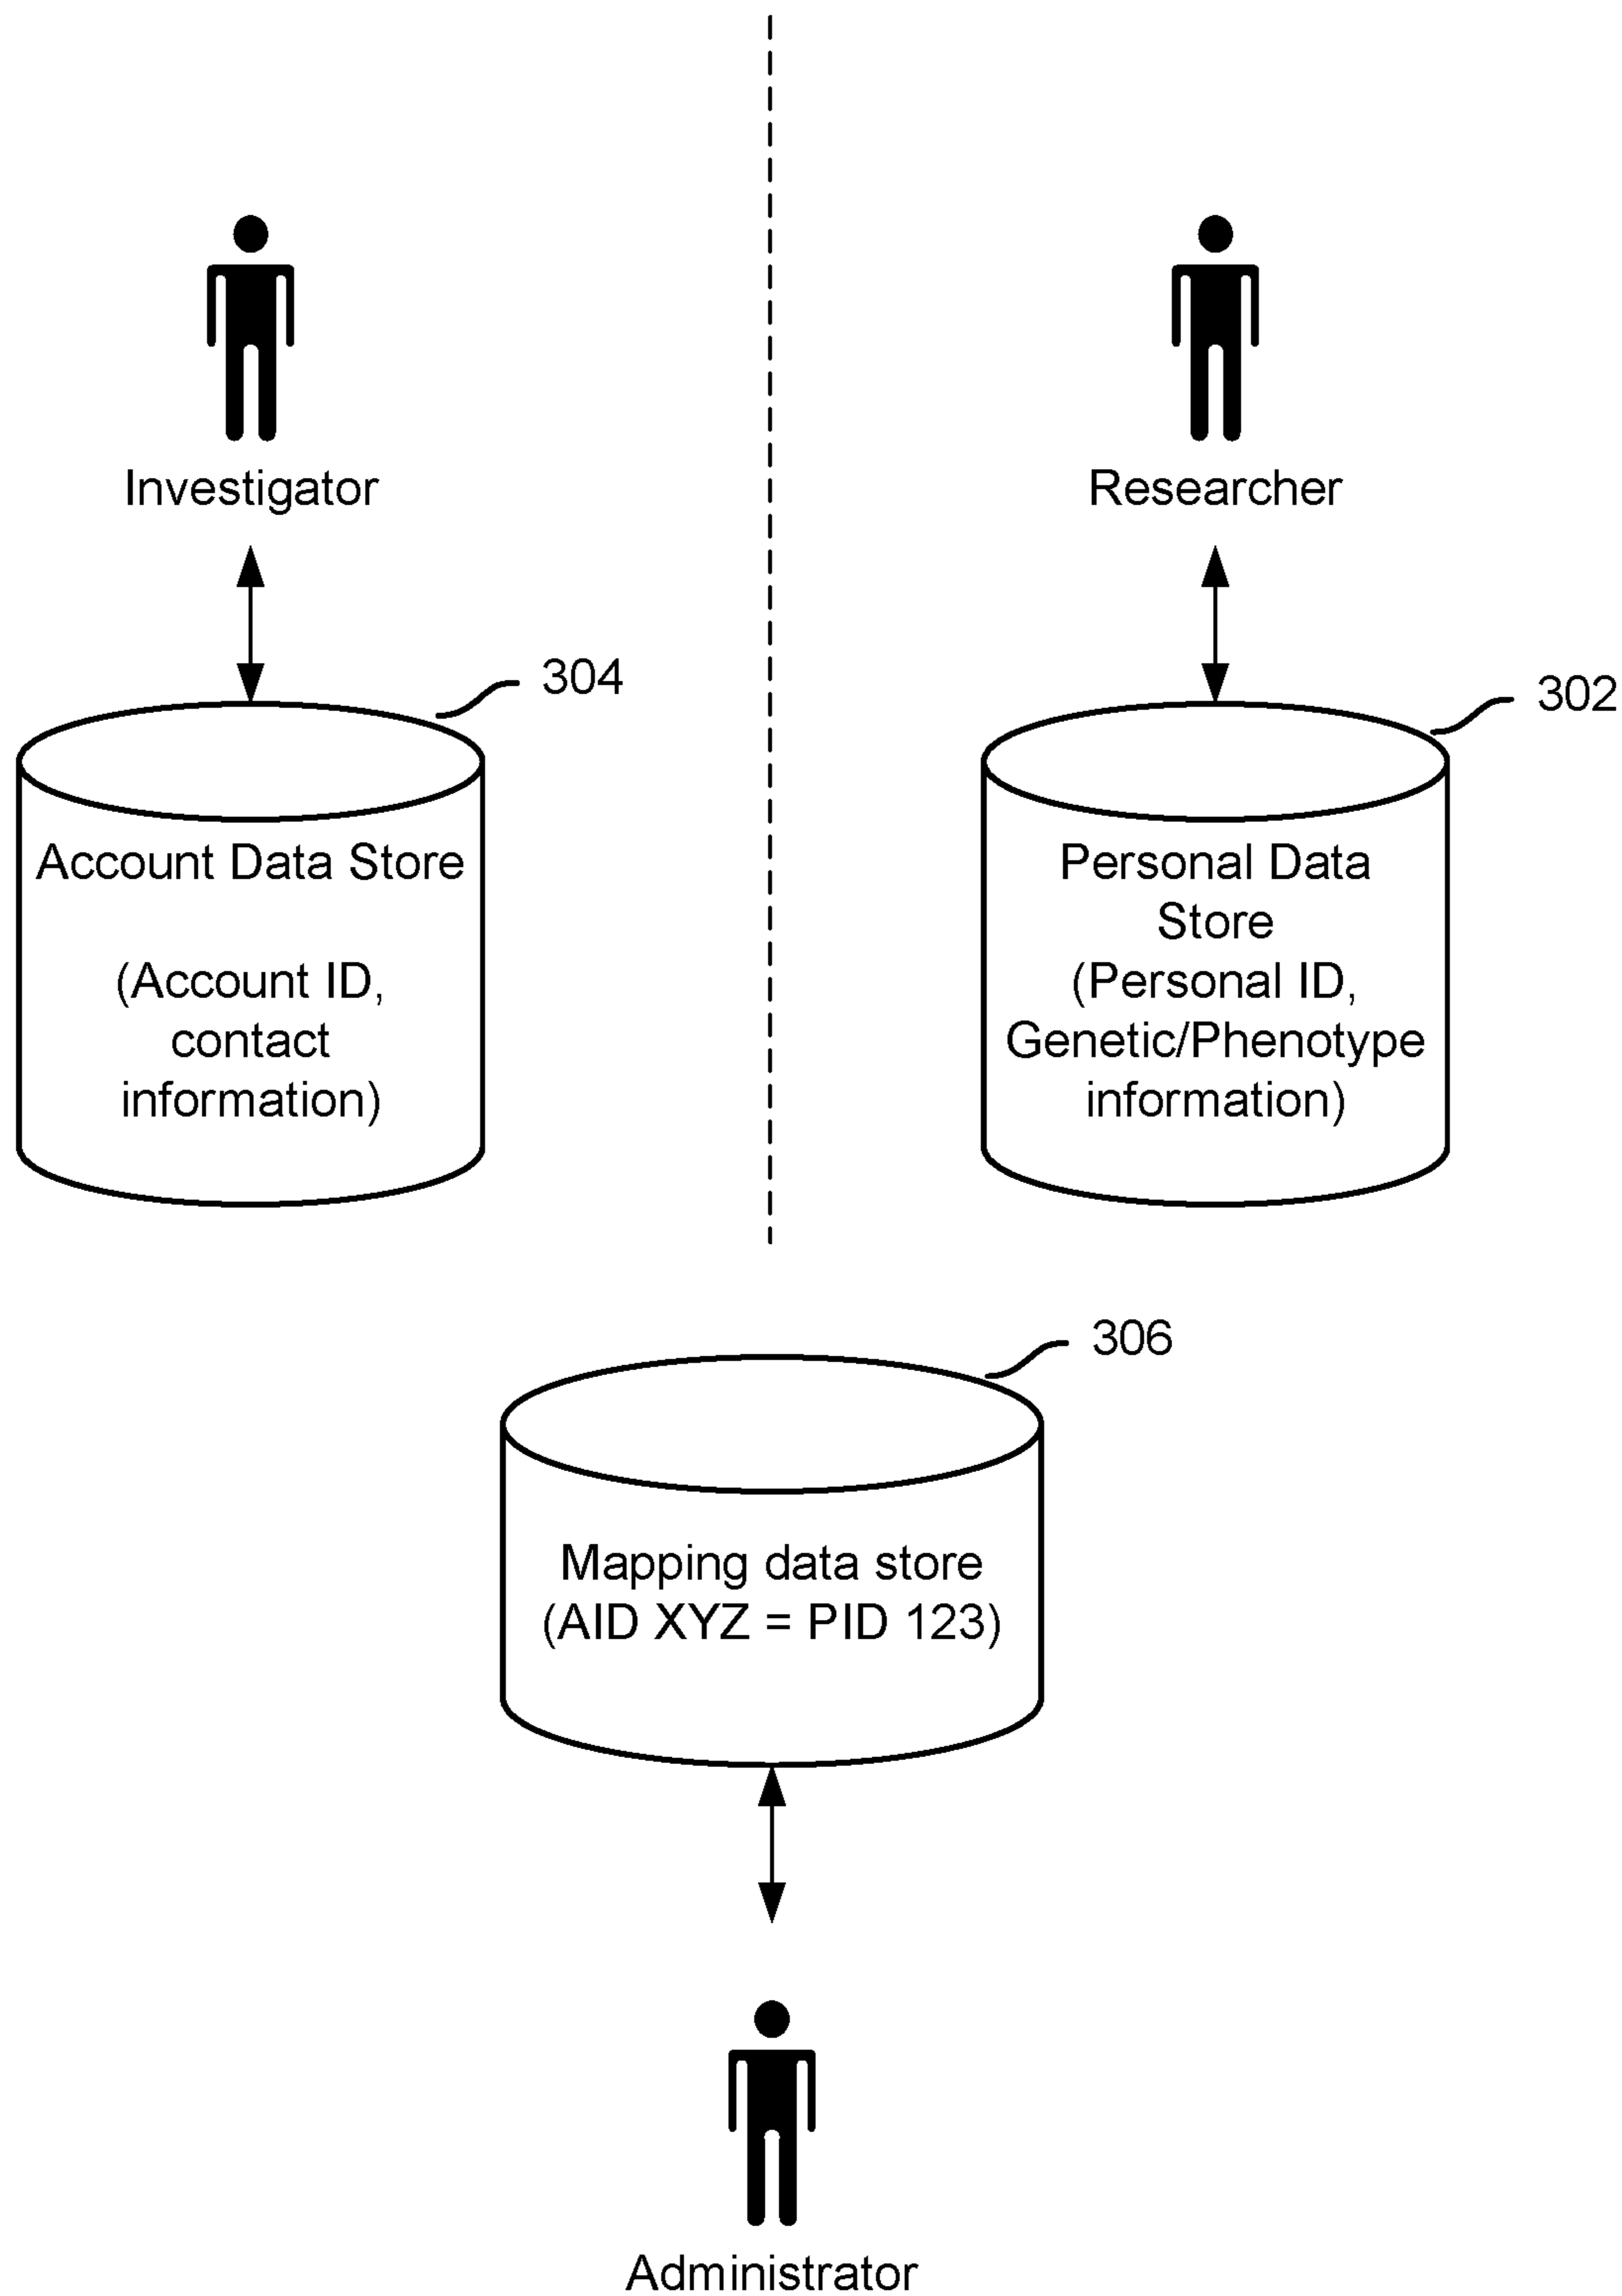 Investigator
Researcher
304
302
Account Data Store
(Account ID,
contact
information)
Personal Data
Store
(Personal ID,
Genetic/Phenotype
information)
306
Mapping data store
(AID XYZ = PID 123)
Administrator